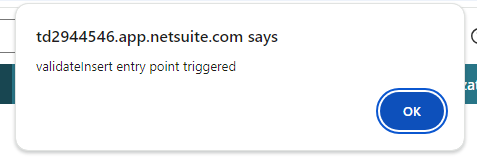 td2944546.app.netsuite.com says
validateInsert entry point triggered
OK